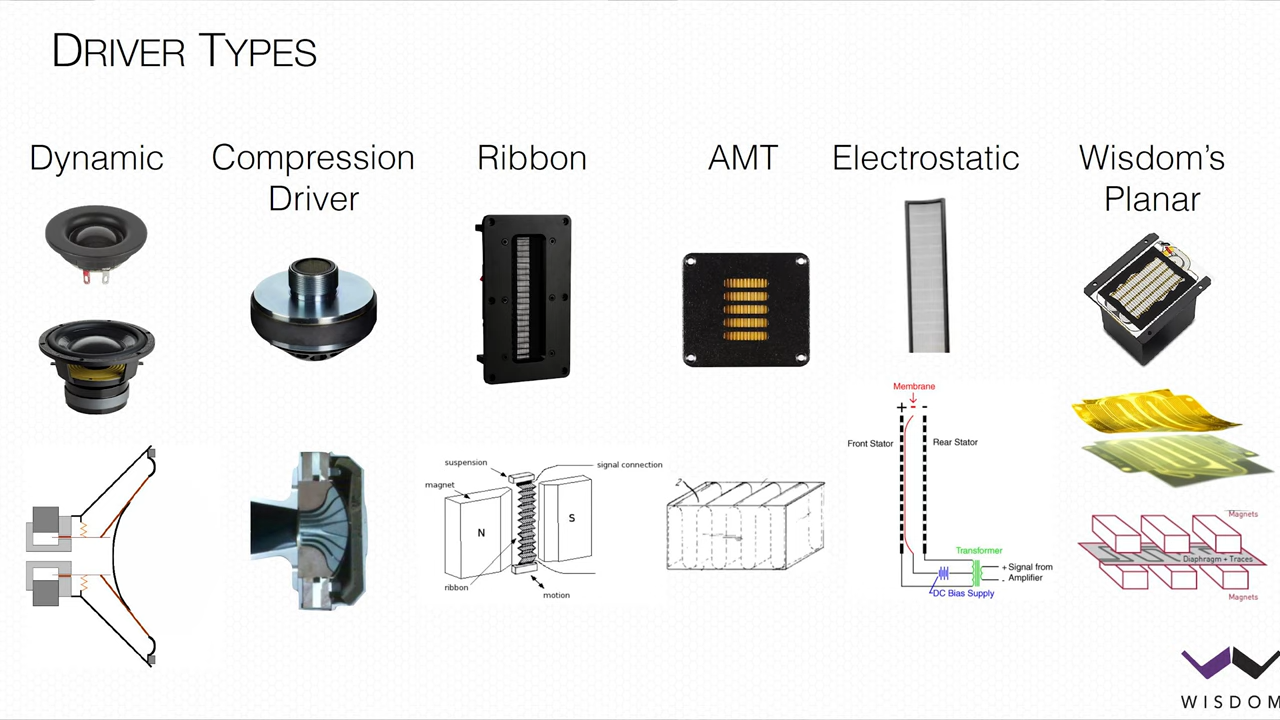 DRIVER TYPES
Dynamic
Compression
Driver
Ribbon
AMT
Electrostatic
Wisdom's
Planar
suspension
signal connection
magnet
N
S
ribbon
motion
2
Membrane
+ - -
Front Stator
Rear Stator
Transformer
+ Signal from
- Amplifier
DC Bias Supply
Magnets
Diaphragm + Traces
Magnets
WISDOM